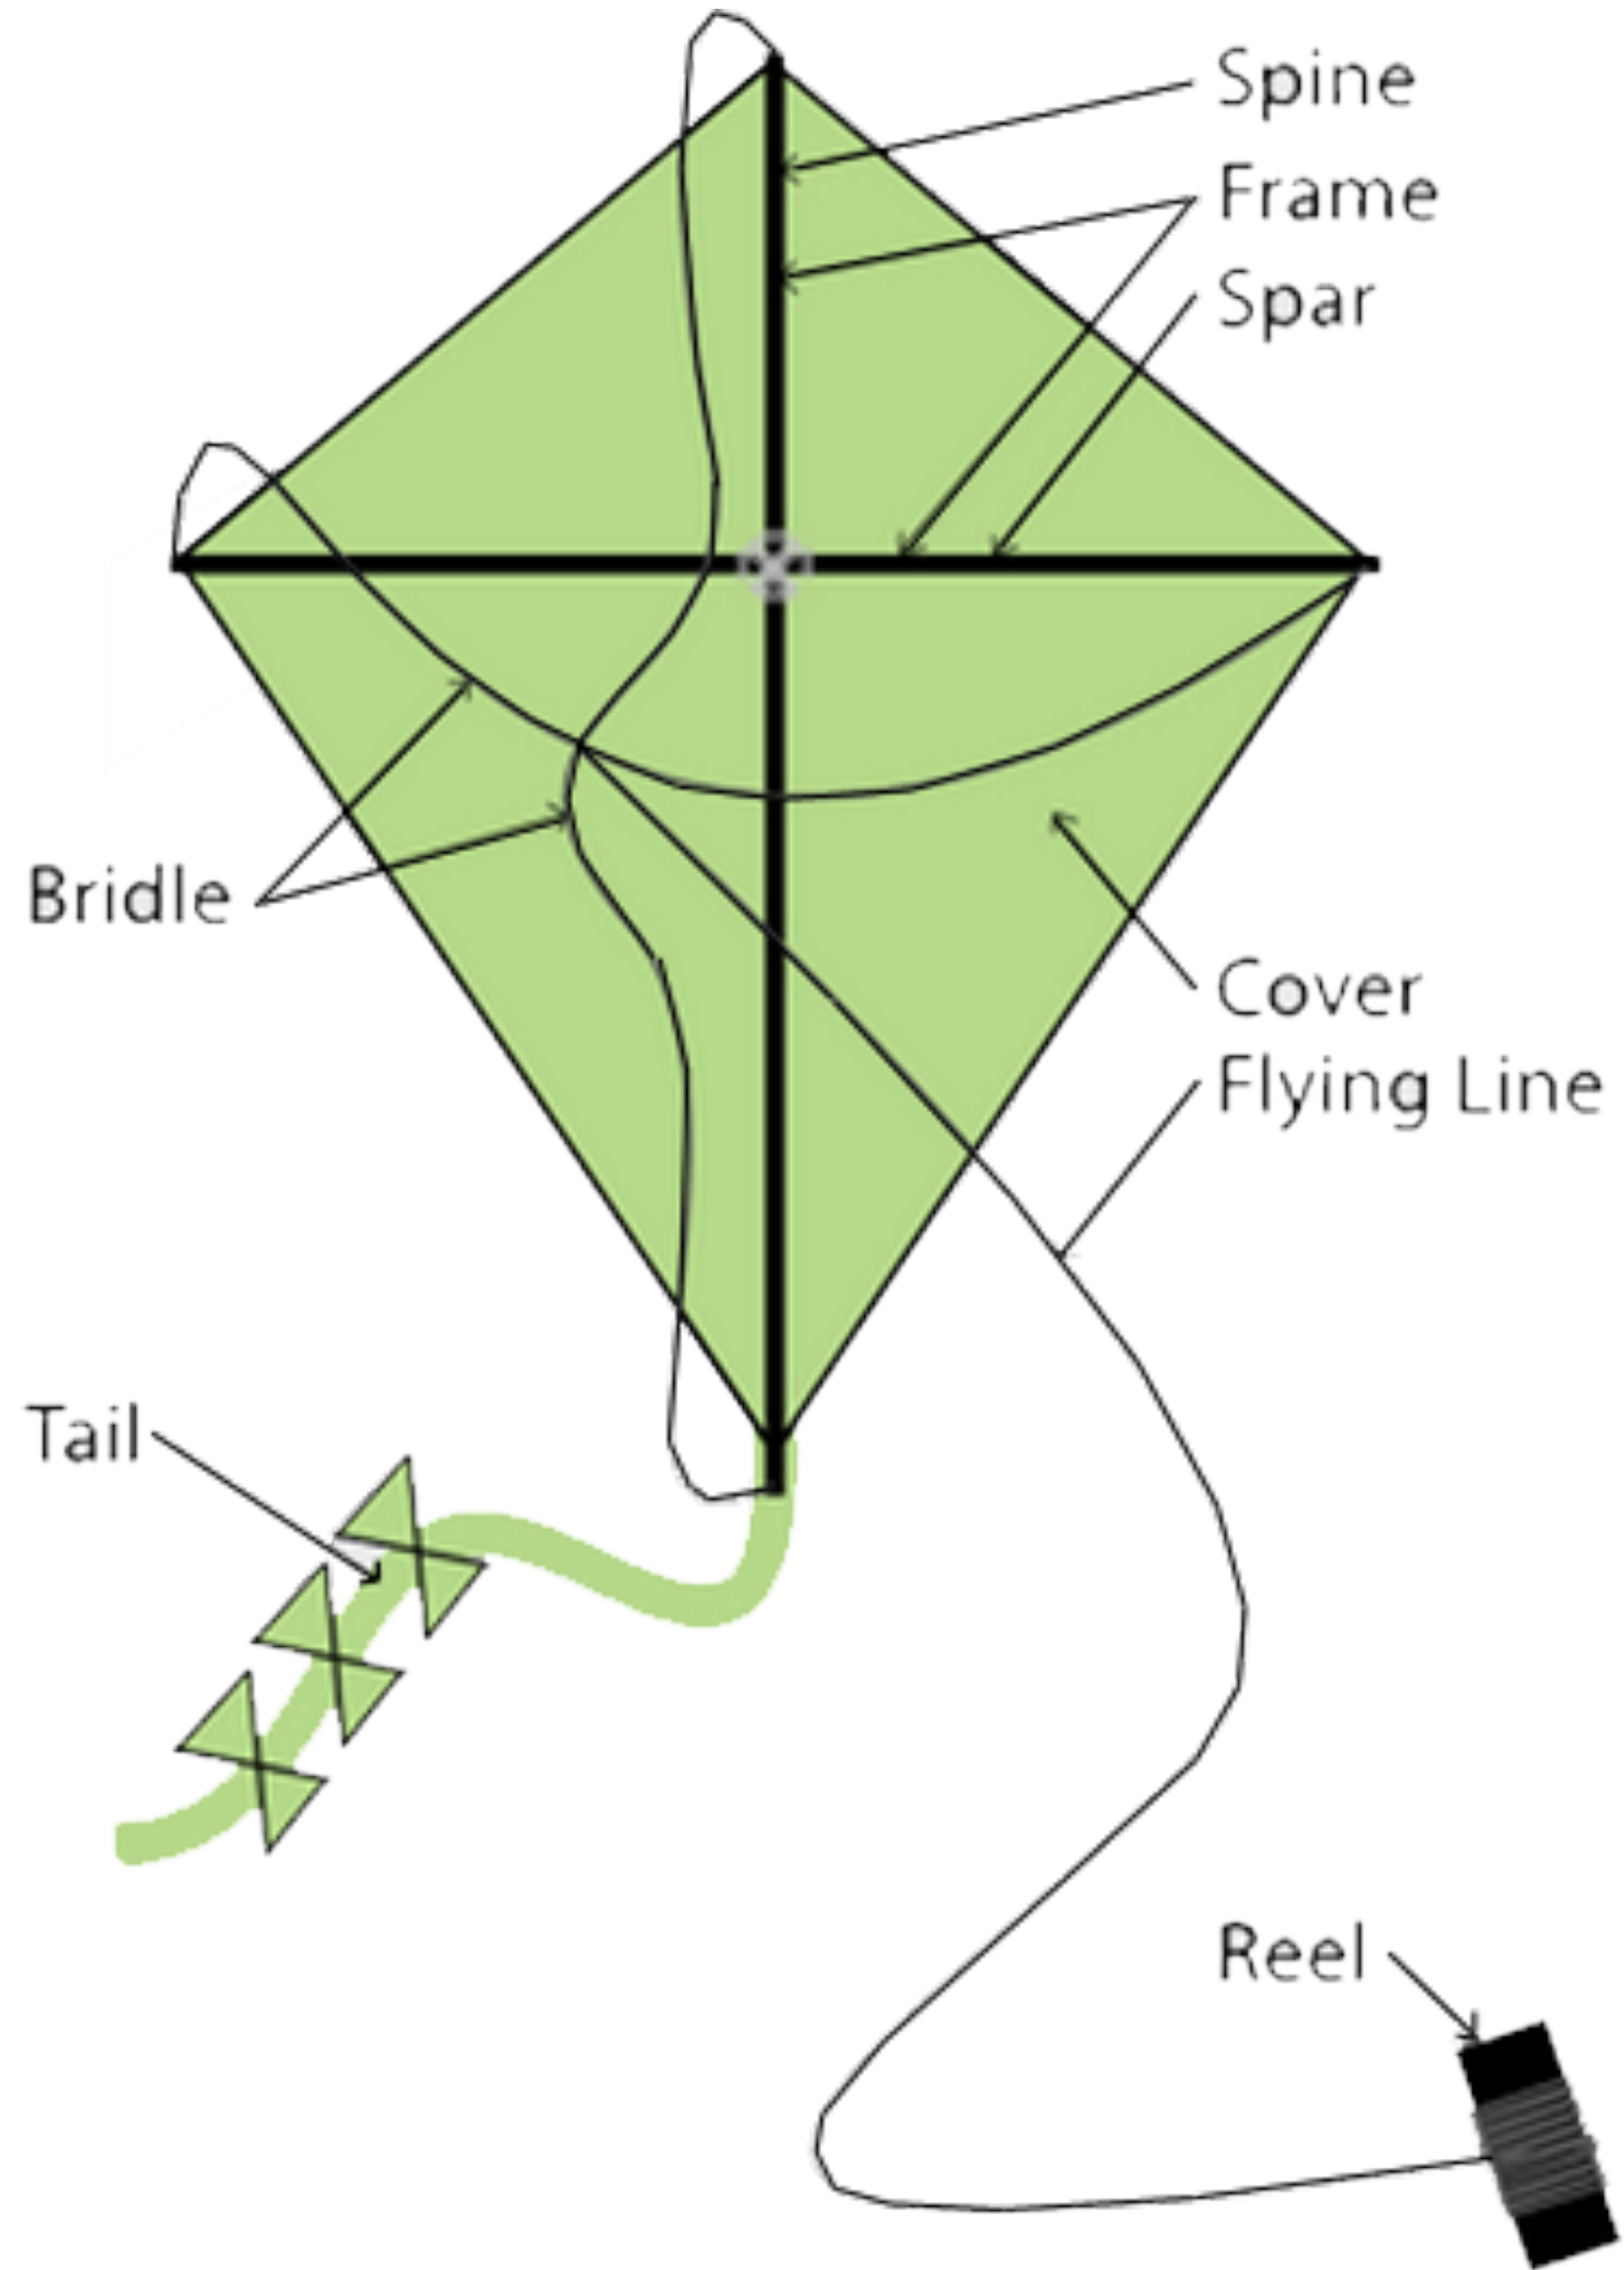 Spine
Frame
Spar
Bridle
Cover
Flying Line
Tail
Reel